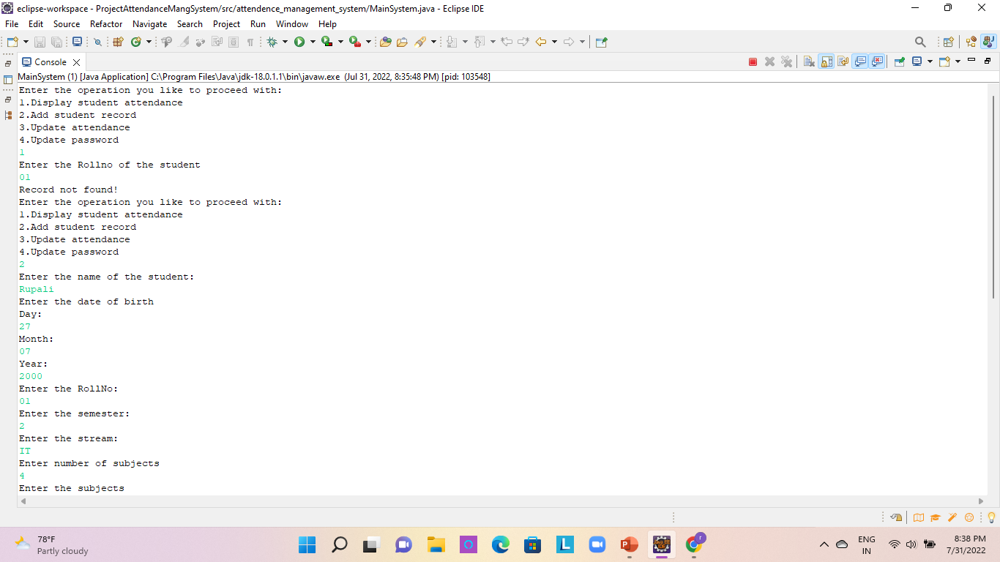 eclipse-workspace - ProjectAttendanceMangSystem/src/attendence_management_system/MainSystem.java - Eclipse IDE
File Edit Source Refactor Navigate Search Project Run Window Help
Console
MainSystem (1) [Java Application] C:\Program Files\Java\jdk-18.0.1.1\bin\javaw.exe (Jul 31, 2022, 8:35:48 PM) [pid: 103548]
Enter the operation you like to proceed with:
1.Display student attendance
2.Add student record
3.Update attendance
4.Update password
1
Enter the Rollno of the student
01
Record not found!
Enter the operation you like to proceed with:
1.Display student attendance
2.Add student record
3.Update attendance
4.Update password
2
Enter the name of the student:
Rupali
Enter the date of birth
Day:
27
Month:
07
Year:
2000
Enter the RollNo:
01
Enter the semester:
2
Enter the stream:
IT
Enter number of subjects
4
Enter the subjects
78°F
Partly cloudy
ENG
IN
8:38 PM
7/31/2022